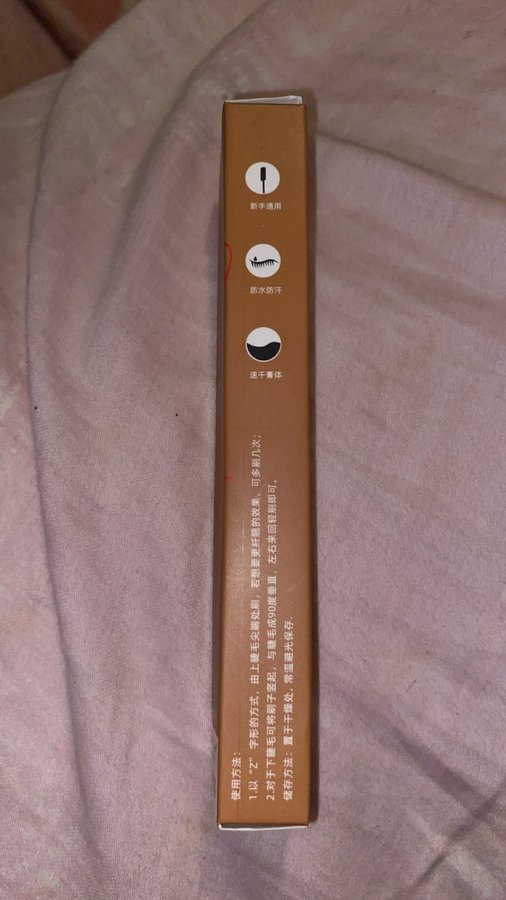 新手通用
防水防汗
速干膏体
使用方法：
1.以“Z”字形的方式，由上睫毛尖端处刷，若想要更纤翘的效果，可多刷几次；
2.对于下睫毛可将刷子竖起，与睫毛成90度垂直，左右来回轻刷即可。
储存方法：置于干燥处，常温避光保存。